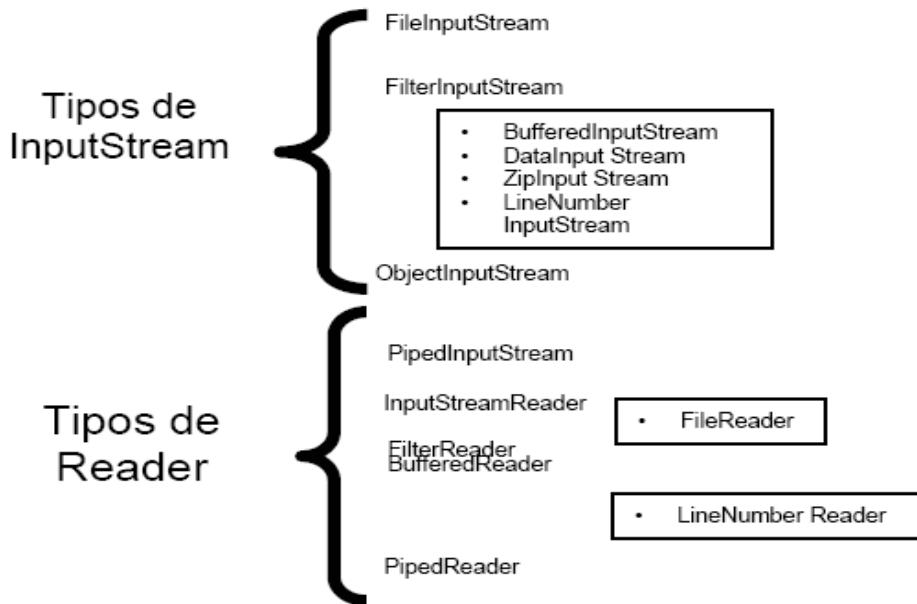 Tipos de
InputStream
FileInputStream
FilterInputStream
• BufferedInputStream
• DataInput Stream
• ZipInput Stream
• LineNumber
InputStream
ObjectInputStream
Tipos de
Reader
PipedInputStream
InputStreamReader
• FileReader
FilterReader
BufferedReader
• LineNumber Reader
PipedReader